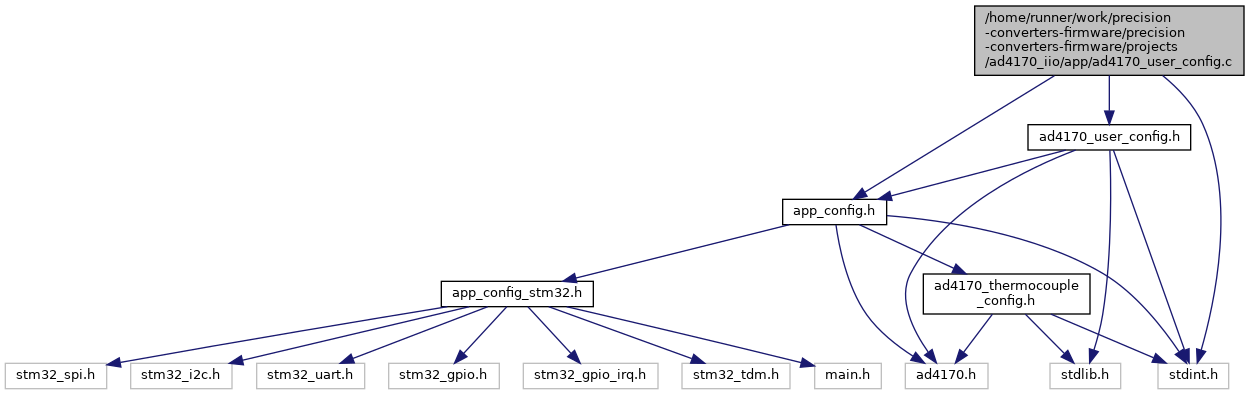 /home/runner/work/precision
-converters-firmware/precision
-converters-firmware/projects
/ad4170_iio/app/ad4170_user_config.c
ad4170_user_config.h
app_config.h
app_config_stm32.h
ad4170_thermocouple
_config.h
stm32_spi.h
stm32_i2c.h
stm32_uart.h
stm32_gpio.h
stm32_gpio_irq.h
stm32_tdm.h
main.h
ad4170.h
stdlib.h
stdint.h